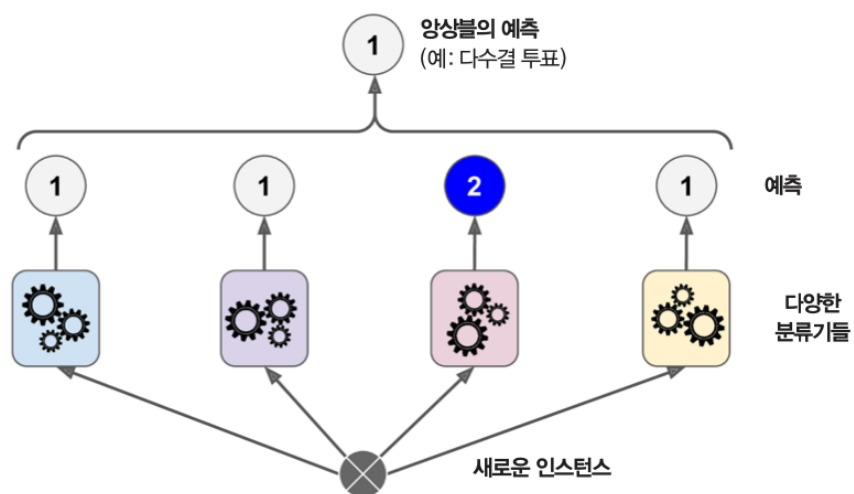 1
앙상블의 예측
(예: 다수결 투표)
1
1
2
1
예측
다양한
분류기들
새로운 인스턴스